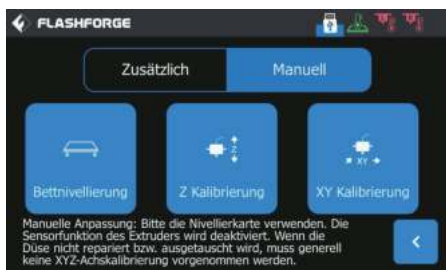 FLASHFORGE
Zusätzlich Manuell
Bettnivellierung Z Kalibrierung XY Kalibrierung
Manuelle Anpassung: Bitte die Nivellierkarte verwenden. Die
Sensorfunktion des Extruders wird deaktiviert. Wenn die
Düse nicht repariert bzw. ausgetauscht wird, muss generell
keine XYZ-Achskalibrierung vorgenommen werden.